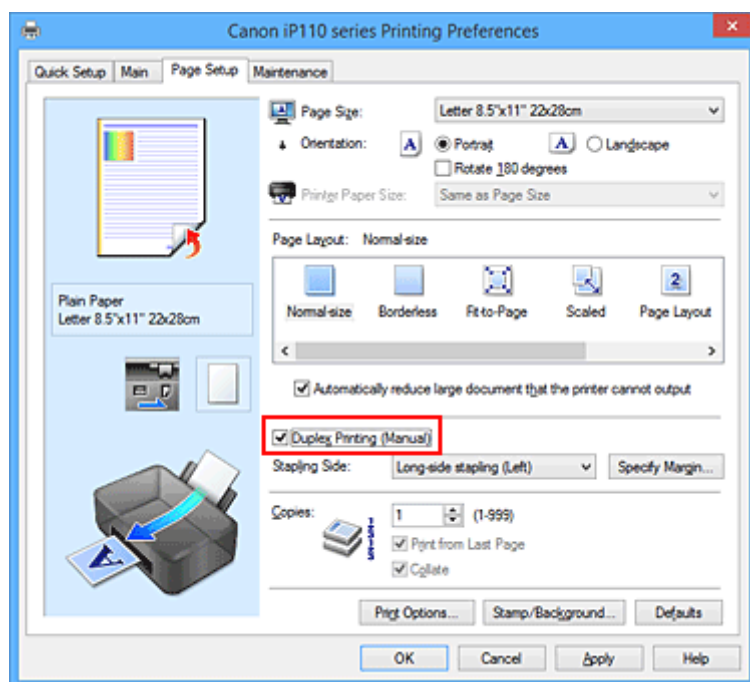 Canon iP110 series Printing Preferences
Quick Setup Main Page Setup Maintenance
Page Size: Letter 8.5"x11" 22x28cm
Orientation: A Portrait A Landscape
Rotate 180 degrees
Printer Paper Size: Same as Page Size
Page Layout: Normal-size
2
Normal-size Borderless Fit-to-Page Scaled Page Layout
Plain Paper
Letter 8.5"x11" 22x28cm
Automatically reduce large document that the printer cannot output
Duplex Printing (Manual)
Stapling Side: Long-side stapling (Left) Specify Margin...
Copies: 1 (1-999)
Print from Last Page
Collate
A
Print Options... Stamp/Background... Defaults
OK Cancel Apply Help